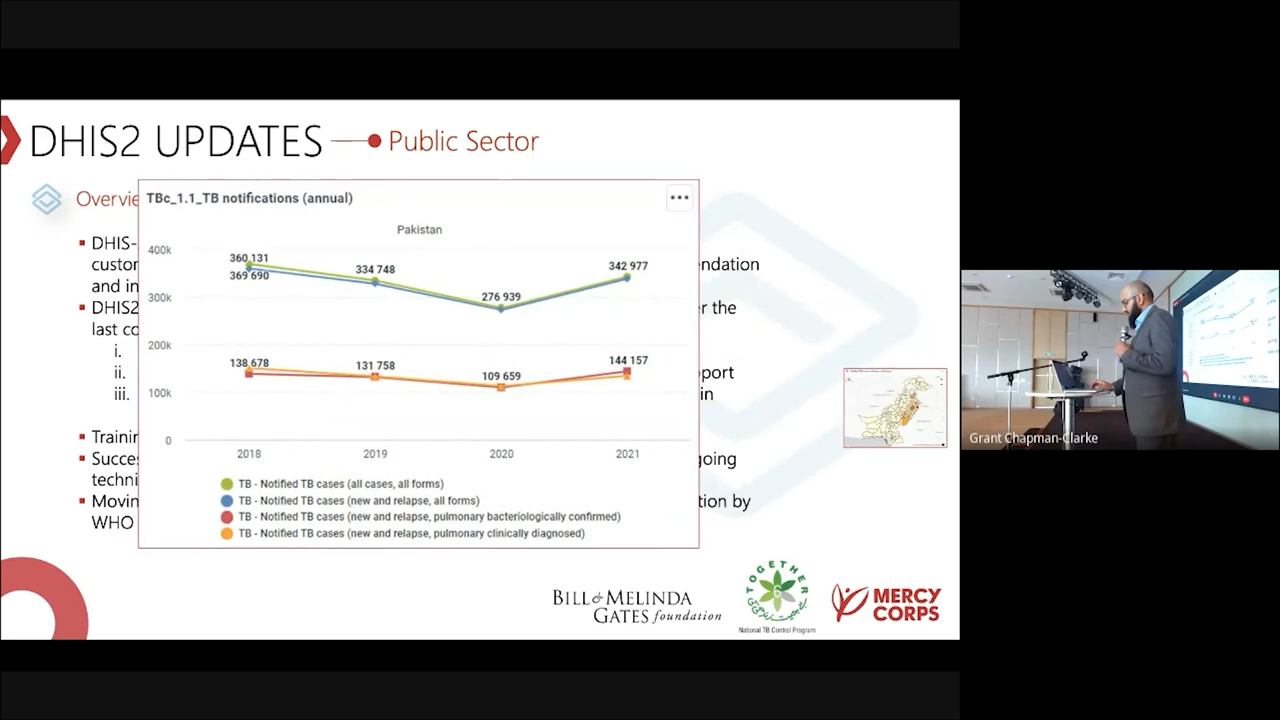 DHIS2 UPDATES
Public Sector
Overvie
DHIS-
custom
ndation
and in
DHIS2
r the
last co
i.
ii.
port
iii.
in
Trainin
Succes
going
techni
Movin
tion by
WHO
TBc_1.1_TB notifications (annual)
Pakistan
400k
300k
200k
100k
0
360 131
369 690
334 748
276 939
342 977
138 678
131 758
109 659
144 157
2018
2019
2020
2021
TB - Notified TB cases (all cases, all forms)
TB - Notified TB cases (new and relapse, all forms)
TB - Notified TB cases (new and relapse, pulmonary bacteriologically confirmed)
TB - Notified TB cases (new and relapse, pulmonary clinically diagnosed)
BILL & MELINDA
GATES foundation
TOGETHER
National TB Control Program
MERCY
CORPS
Grant Chapman-Clarke